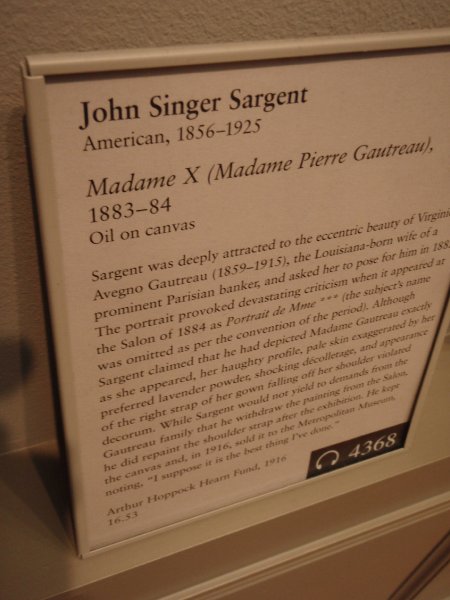 John Singer Sargent
American, 1856–1925
Madame X (Madame Pierre Gautreau),
1883–84
Oil on canvas
Sargent was deeply attracted to the eccentric beauty of Virginie
Avegno Gautreau (1859–1915), the Louisiana-born wife of a
prominent Parisian banker, and asked her to pose for him in 1883.
The portrait provoked devastating criticism when it appeared at
the Salon of 1884 as Portrait de Mme *** (the subject's name
was omitted as per the convention of the period). Although
Sargent claimed that he had depicted Madame Gautreau exactly
as she appeared, her haughty profile, pale skin exaggerated by her
preferred lavender powder, shocking décolletage, and appearance
of the right strap of her gown falling off her shoulder violated
decorum. While Sargent would not yield to demands from the
Gautreau family that he withdraw the painting from the Salon,
he did repaint the shoulder strap after the exhibition. He kept
the canvas and, in 1916, sold it to the Metropolitan Museum,
noting, "I suppose it is the best thing I've done."
Arthur Hoppock Hearn Fund, 1916
16.53
4368